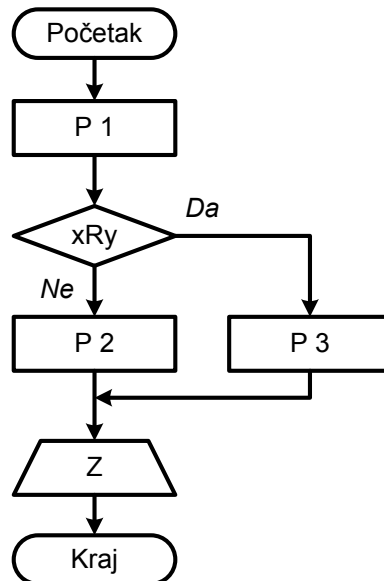 Početak
P 1
xRy
Da
Ne
P 2
P 3
Z
Kraj